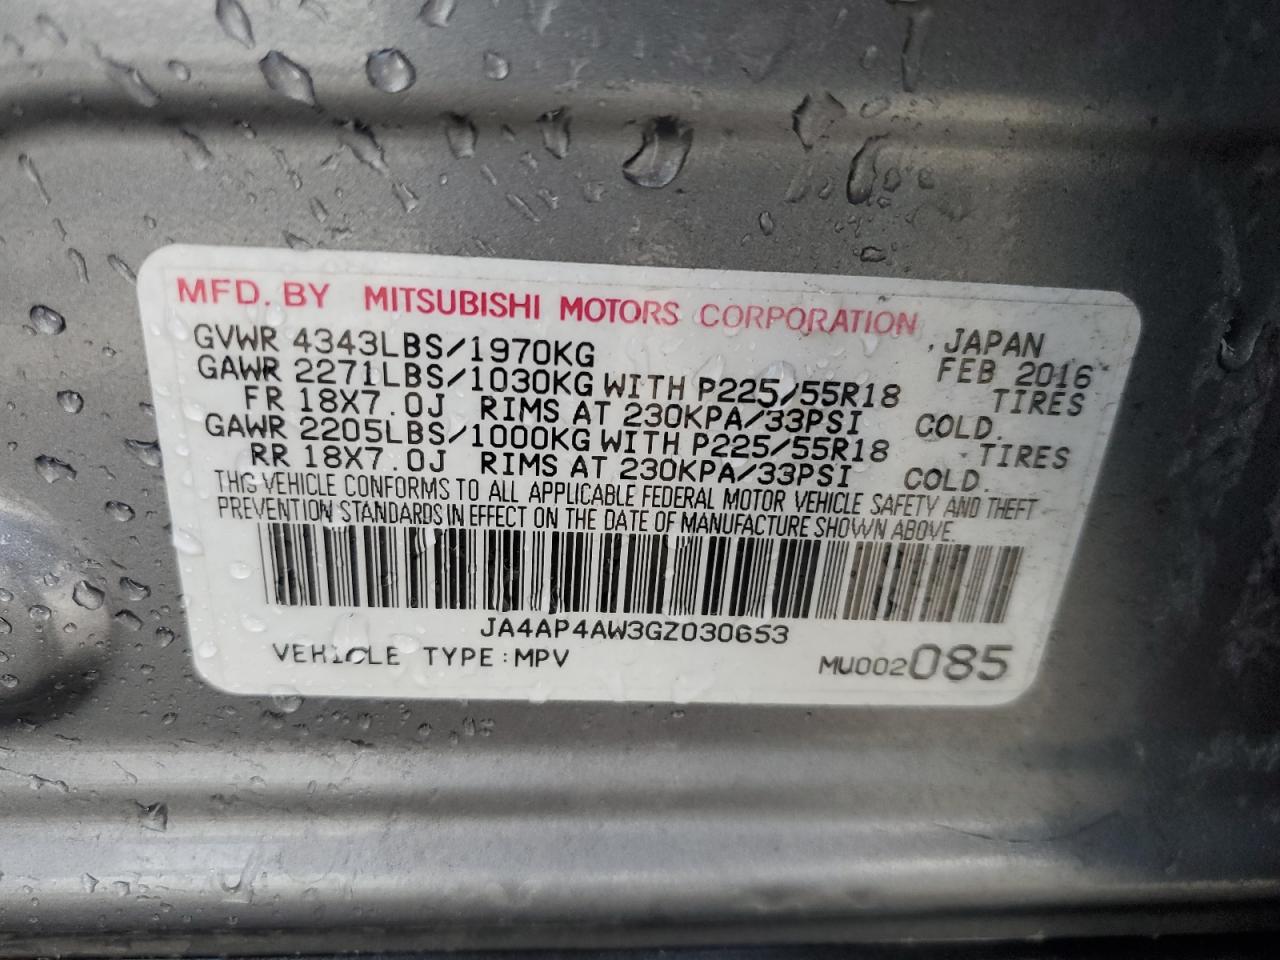 MFD. BY MITSUBISHI MOTORS CORPORATION, JAPAN
GVWR 4343LBS/1970KG FEB 2016
GAWR 2271LBS/1030KG WITH P225/55R18 TIRES
FR 18X7.0J RIMS AT 230KPA/33PSI COLD.
GAWR 2205LBS/1000KG WITH P225/55R18 TIRES
RR 18X7.0J RIMS AT 230KPA/33PSI COLD.
THIS VEHICLE CONFORMS TO ALL APPLICABLE FEDERAL MOTOR VEHICLE SAFETY AND THEFT
PREVENTION STANDARDS IN EFFECT ON THE DATE OF MANUFACTURE SHOWN ABOVE.
JA4AP4AW3GZ030653
VEHICLE TYPE:MPV MU002085